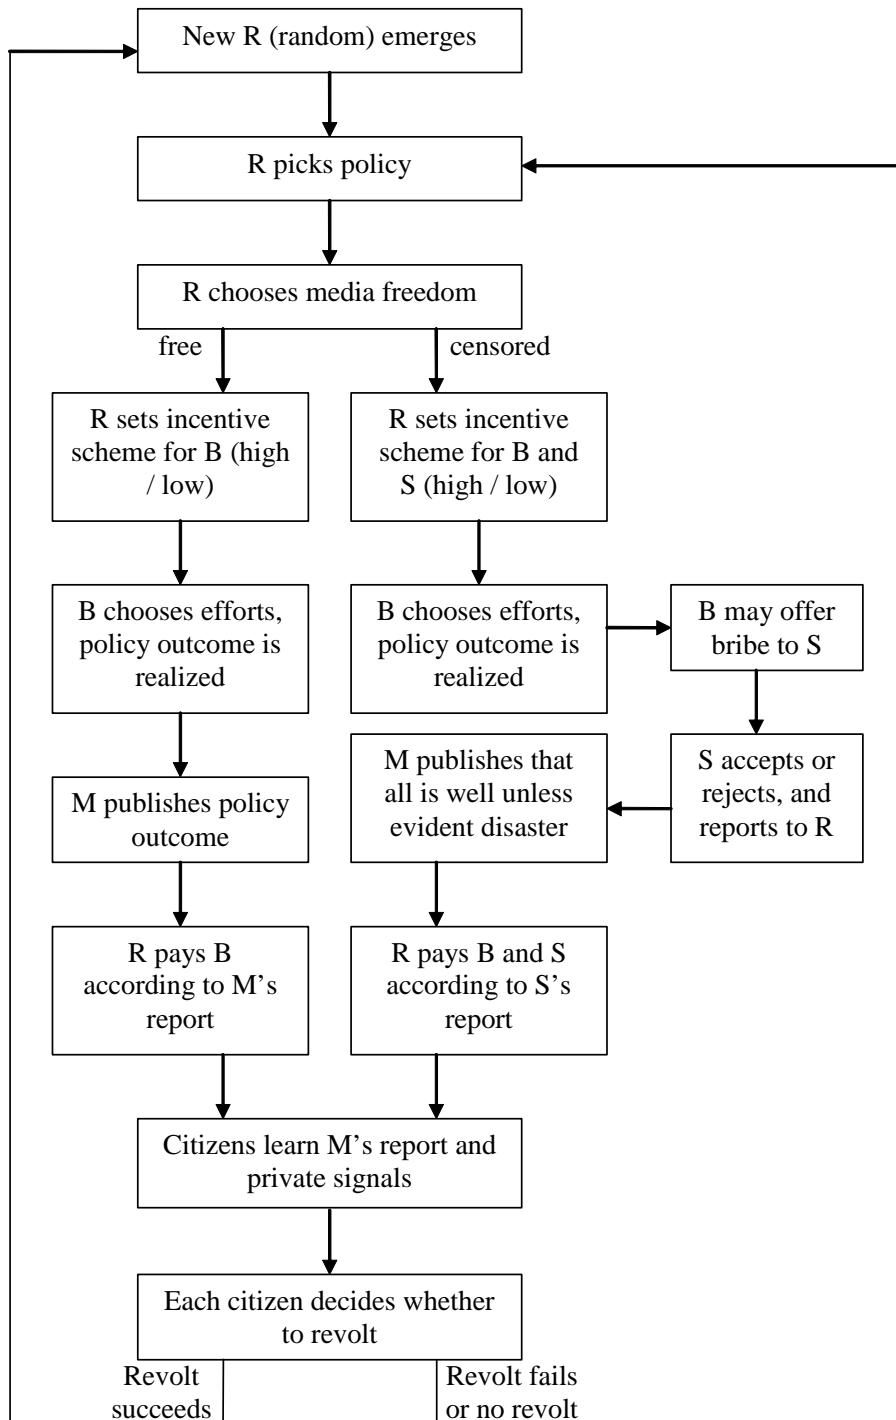 New R (random) emerges
R picks policy
R chooses media freedom
free
censored
R sets incentive
scheme for B (high
/ low)
R sets incentive
scheme for B and
S (high / low)
B chooses efforts,
policy outcome is
realized
B chooses efforts,
policy outcome is
realized
B may offer
bribe to S
S accepts or
rejects, and
reports to R
M publishes that
all is well unless
evident disaster
M publishes policy
outcome
R pays B
according to M’s
report
R pays B and S
according to S’s
report
Citizens learn M’s report and
private signals
Each citizen decides whether
to revolt
Revolt
succeeds
Revolt fails
or no revolt